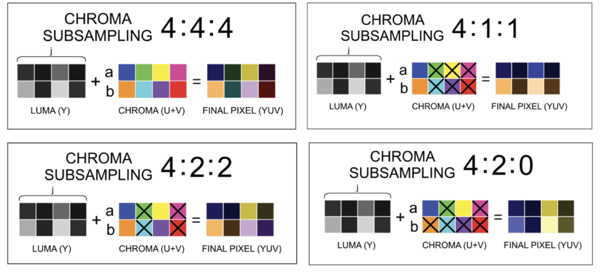 CHROMA
SUBSAMPLING 4:4:4
j
a
+ =
b
LUMA (Y) CHROMA (U+V) FINAL PIXEL (YUV)
CHROMA
SUBSAMPLING 4:1:1
j
a
+ =
b
LUMA (Y) CHROMA (U+V) FINAL PIXEL (YUV)
CHROMA
SUBSAMPLING 4:2:2
j
a
+ =
b
LUMA (Y) CHROMA (U+V) FINAL PIXEL (YUV)
CHROMA
SUBSAMPLING 4:2:0
j
a
+ =
b
LUMA (Y) CHROMA (U+V) FINAL PIXEL (YUV)